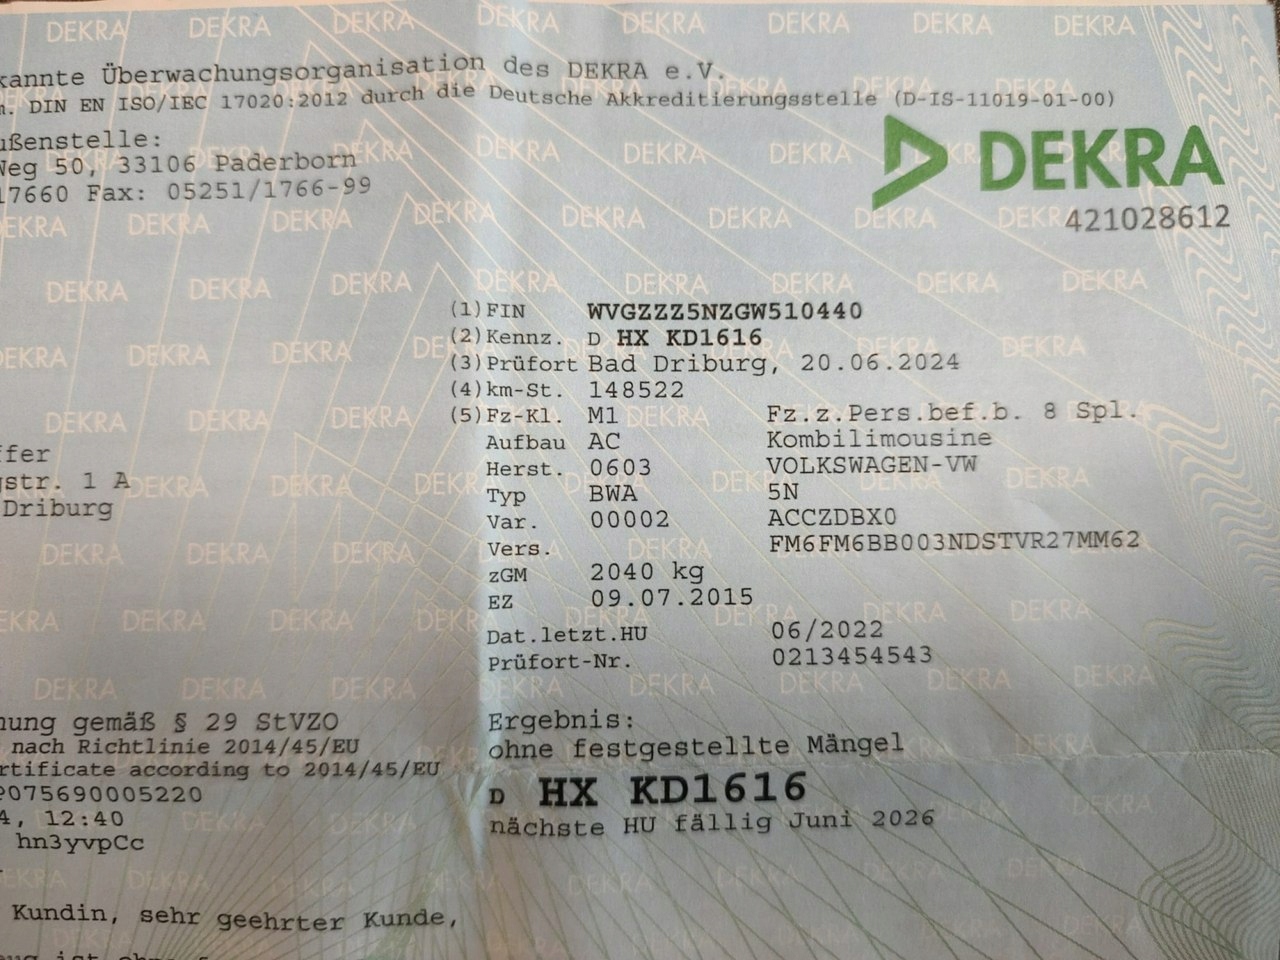 kannte Überwachungsorganisation des DEKRA e.V.
n. DIN EN ISO/IEC 17020:2012 durch die Deutsche Akkreditierungsstelle (D-IS-11019-01-00)
ußenstelle:
Weg 50, 33106 Paderborn
17660 Fax: 05251/1766-99
DEKRA
421028612
(1) FIN WVGZZZ5NZGW510440
(2) Kennz. D HX KD1616
(3) Prüfort Bad Driburg, 20.06.2024
(4) km-St. 148522
(5) Fz-Kl. M1 Fz.z.Pers.bef.b. 8 Spl.
Aufbau AC Kombilimousine
Herst. 0603 VOLKSWAGEN-VW
Typ BWA 5N
Var. 00002 ACCZDBX0
Vers. FM6FM6BB003NDSTVR27MM62
zGM 2040 kg
EZ 09.07.2015
Dat.letzt.HU 06/2022
Prüfort-Nr. 0213454543
ffer
gstr. 1 A
Driburg
nung gemäß § 29 StVZO
nach Richtlinie 2014/45/EU
rtificate according to 2014/45/EU
P075690005220
4, 12:40
hn3yvpCc
Ergebnis:
ohne festgestellte Mängel
D HX KD1616
nächste HU fällig Juni 2026
Kundin, sehr geehrter Kunde,